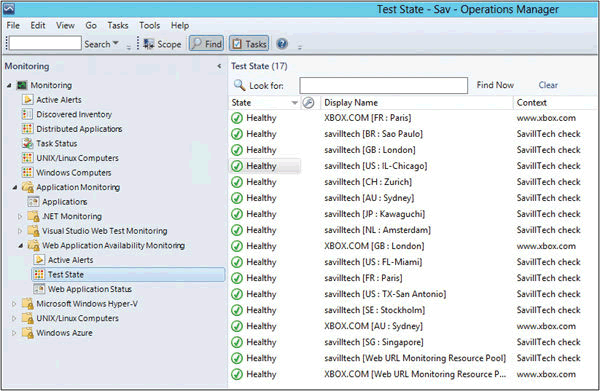 Test State - Sav - Operations Manager
File Edit View Go Tasks Tools Help
Search Scope Find Tasks
Monitoring
Monitoring
Active Alerts
Discovered Inventory
Distributed Applications
Task Status
UNIX/Linux Computers
Windows Computers
Application Monitoring
Applications
.NET Monitoring
Visual Studio Web Test Monitoring
Web Application Availability Monitoring
Active Alerts
Test State
Web Application Status
Microsoft Windows Hyper-V
UNIX/Linux Computers
Windows Azure
Test State (17)
Look for: Find Now Clear
State Display Name Context
Healthy XBOX.COM [FR : Paris] www.xbox.com
Healthy savilltech [BR : Sao Paulo] SavillTech check
Healthy savilltech [GB : London] SavillTech check
Healthy savilltech [US : IL-Chicago] SavillTech check
Healthy savilltech [CH : Zurich] SavillTech check
Healthy savilltech [AU : Sydney] SavillTech check
Healthy savilltech [JP : Kawaguchi] SavillTech check
Healthy savilltech [NL : Amsterdam] SavillTech check
Healthy XBOX.COM [GB : London] www.xbox.com
Healthy savilltech [US : FL-Miami] SavillTech check
Healthy savilltech [FR : Paris] SavillTech check
Healthy savilltech [US : TX-San Antonio] SavillTech check
Healthy savilltech [SE : Stockholm] SavillTech check
Healthy XBOX.COM [AU : Sydney] www.xbox.com
Healthy savilltech [SG : Singapore] SavillTech check
Healthy savilltech [Web URL Monitoring Resource Pool] SavillTech check
Healthy XBOX.COM [Web URL Monitoring Resource P... www.xbox.com